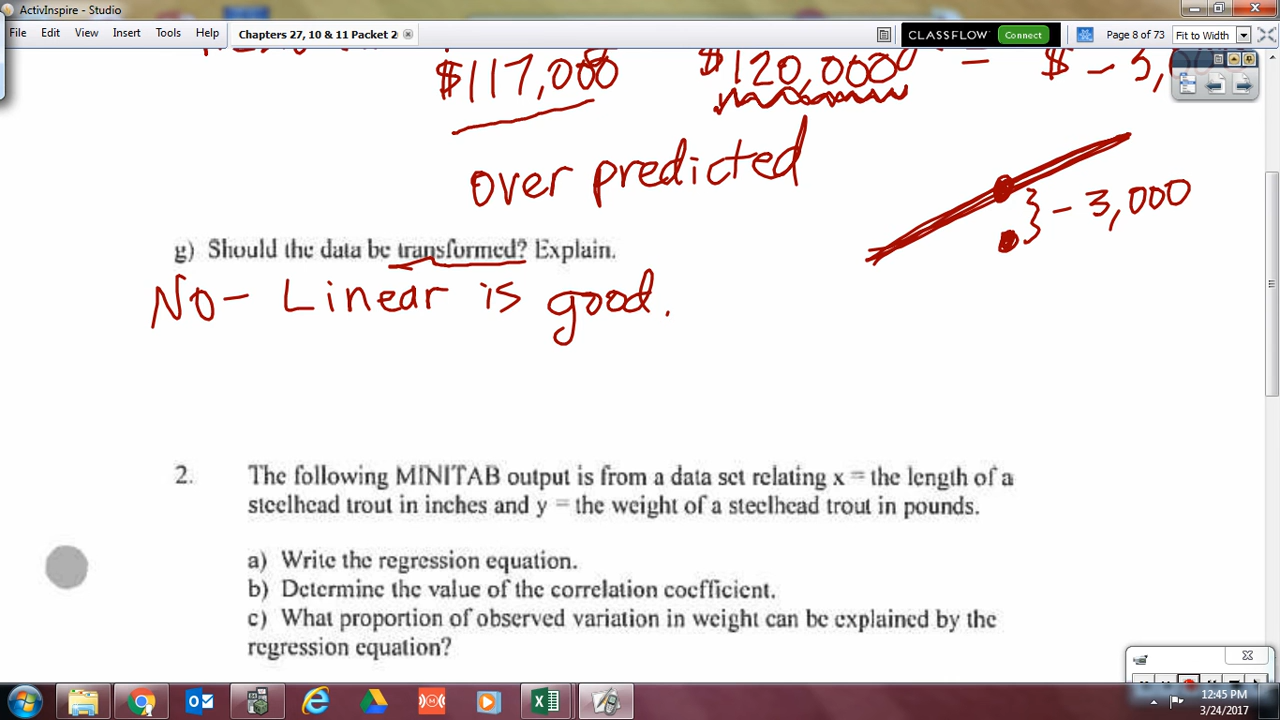 ActivInspire - Studio
File Edit View Insert Tools Help
Chapters 27, 10 & 11 Packet 2
CLASSFLOW Connect
Page 8 of 73
Fit to Width
$117,000 $120,000 = $ -3,0
over predicted
} - 3,000
g) Should the data be transformed? Explain.
No - Linear is good.
2. The following MINITAB output is from a data set relating x = the length of a
steelhead trout in inches and y = the weight of a steelhead trout in pounds.
a) Write the regression equation.
b) Determine the value of the correlation coefficient.
c) What proportion of observed variation in weight can be explained by the
regression equation?
12:45 PM
3/24/2017